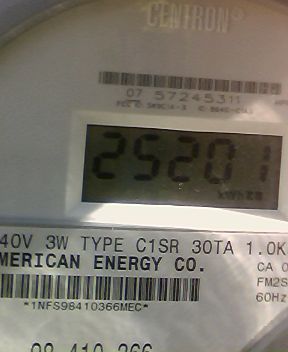 CENTRON®
07 57245311
25201
40V 3W TYPE C1SR 30TA 1.0K
MERICAN ENERGY CO.
CA 0
FM2S
60Hz
*1NFS98410366MEC*
98 410 366